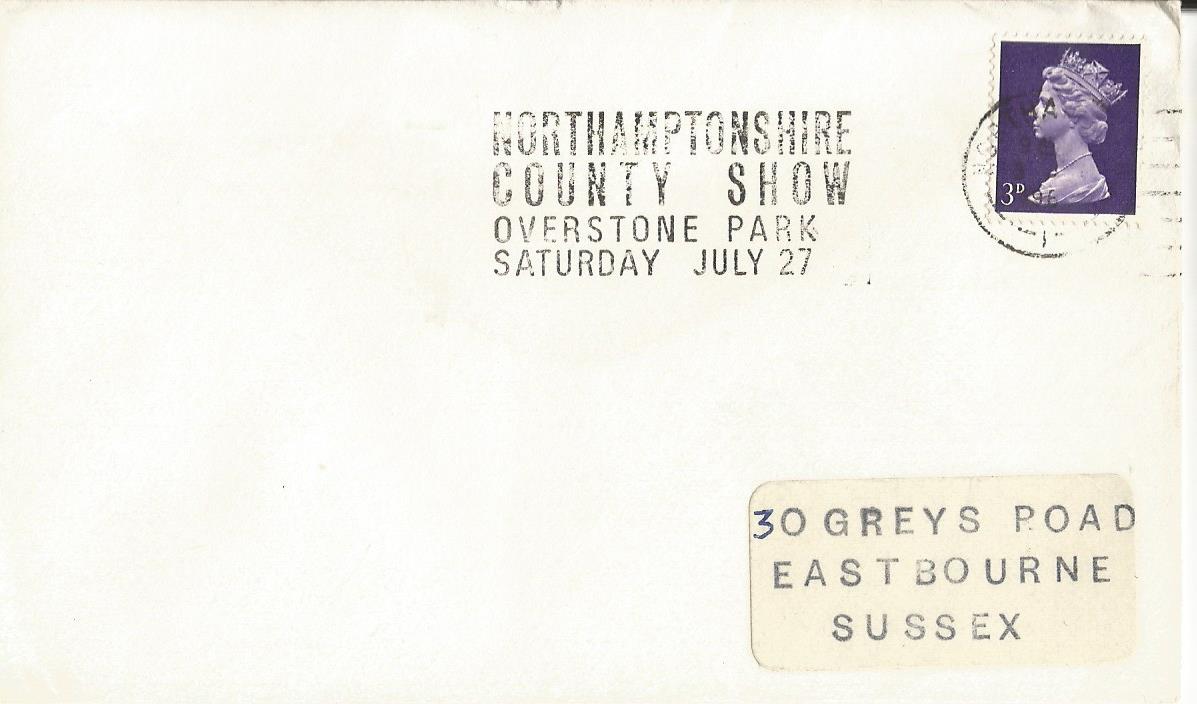 NORTHAMPTONSHIRE
COUNTY SHOW
OVERSTONE PARK
SATURDAY JULY 27
3D
30 GREYS ROAD
EASTBOURNE
SUSSEX